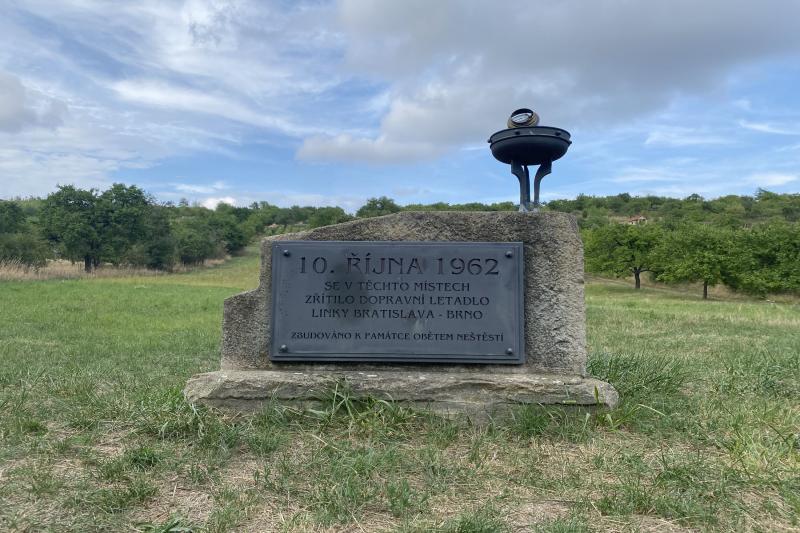 10. ŘÍJNA 1962
SE V TĚCHTO MÍSTECH
ZŘÍTILO DOPRAVNÍ LETADLO
LINKY BRATISLAVA - BRNO
ZBUDOVÁNO K PAMÁTCE OBĚTEM NEŠTĚSTÍ